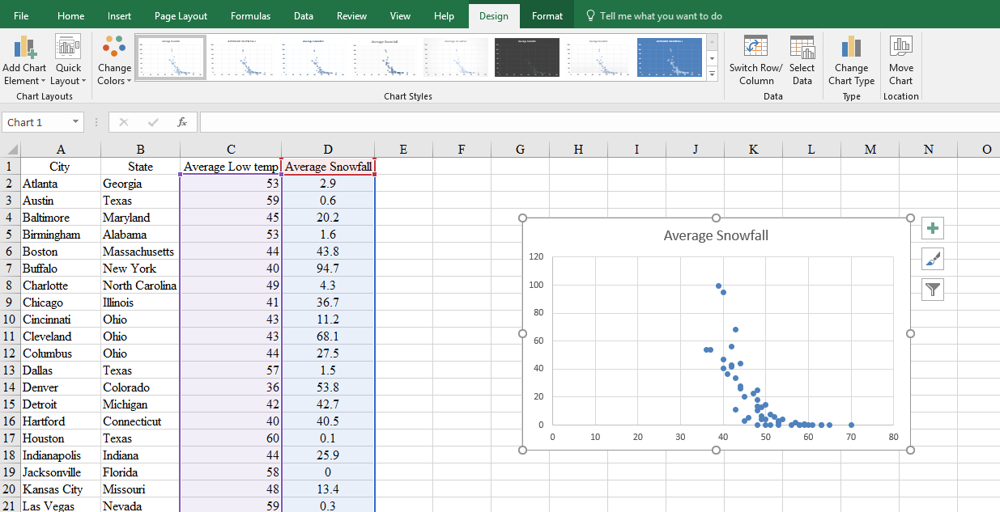 File Home Insert Page Layout Formulas Data Review View Help Design Format Tell me what you want to do
Add Chart Element
Quick Layout
Change Colors
Switch Row/ Column
Select Data
Change Chart Type
Move Chart
Chart Layouts Chart Styles Data Type Location
Chart 1 fx
A B C D E F G H I J K L M N O
1 City State Average Low temp Average Snowfall
2 Atlanta Georgia 53 2.9
3 Austin Texas 59 0.6
4 Baltimore Maryland 45 20.2
5 Birmingham Alabama 53 1.6
6 Boston Massachusetts 44 43.8
7 Buffalo New York 40 94.7
8 Charlotte North Carolina 49 4.3
9 Chicago Illinois 41 36.7
10 Cincinnati Ohio 43 11.2
11 Cleveland Ohio 43 68.1
12 Columbus Ohio 44 27.5
13 Dallas Texas 57 1.5
14 Denver Colorado 36 53.8
15 Detroit Michigan 42 42.7
16 Hartford Connecticut 40 40.5
17 Houston Texas 60 0.1
18 Indianapolis Indiana 44 25.9
19 Jacksonville Florida 58 0
20 Kansas City Missouri 48 13.4
21 Las Vegas Nevada 59 0.3
Average Snowfall
120
100
80
60
40
20
0
0 10 20 30 40 50 60 70 80